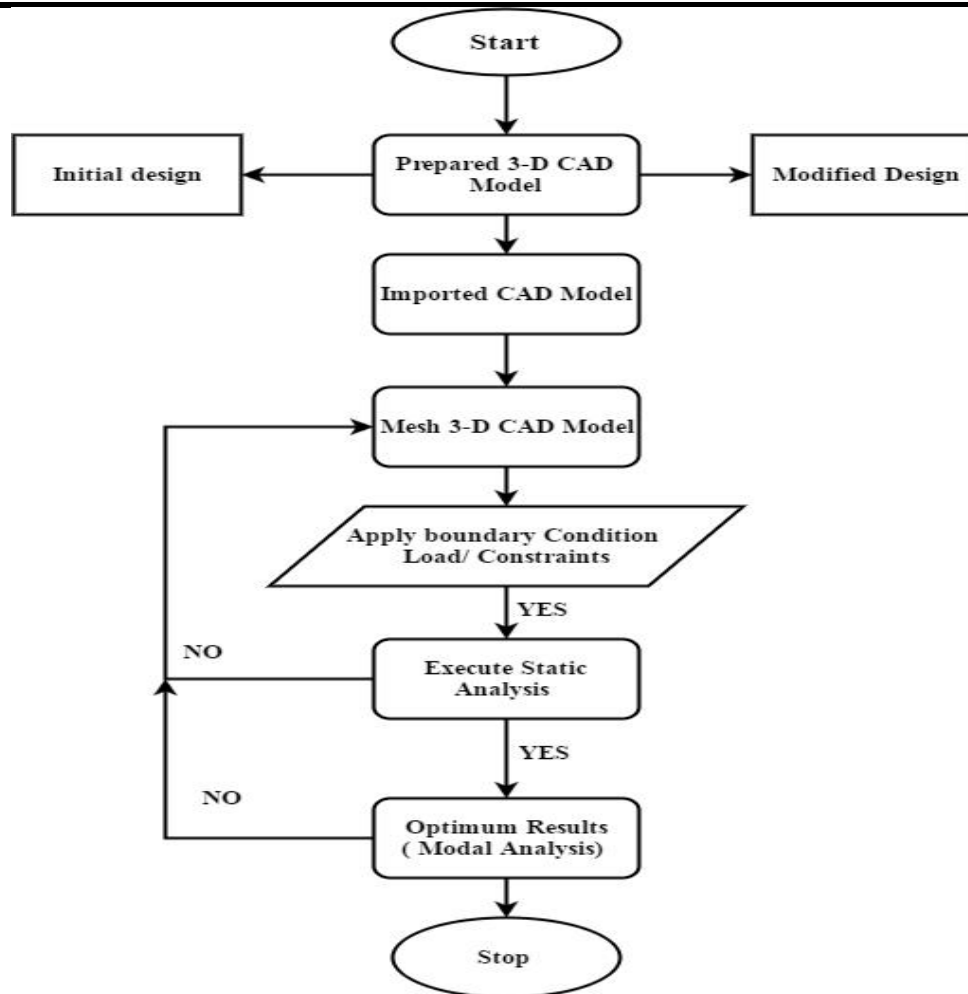 Start
Initial design
Prepared 3-D CAD
Model
Modified Design
Imported CAD Model
Mesh 3-D CAD Model
Apply boundary Condition
Load/ Constraints
YES
NO
Execute Static
Analysis
YES
NO
Optimum Results
( Modal Analysis)
Stop